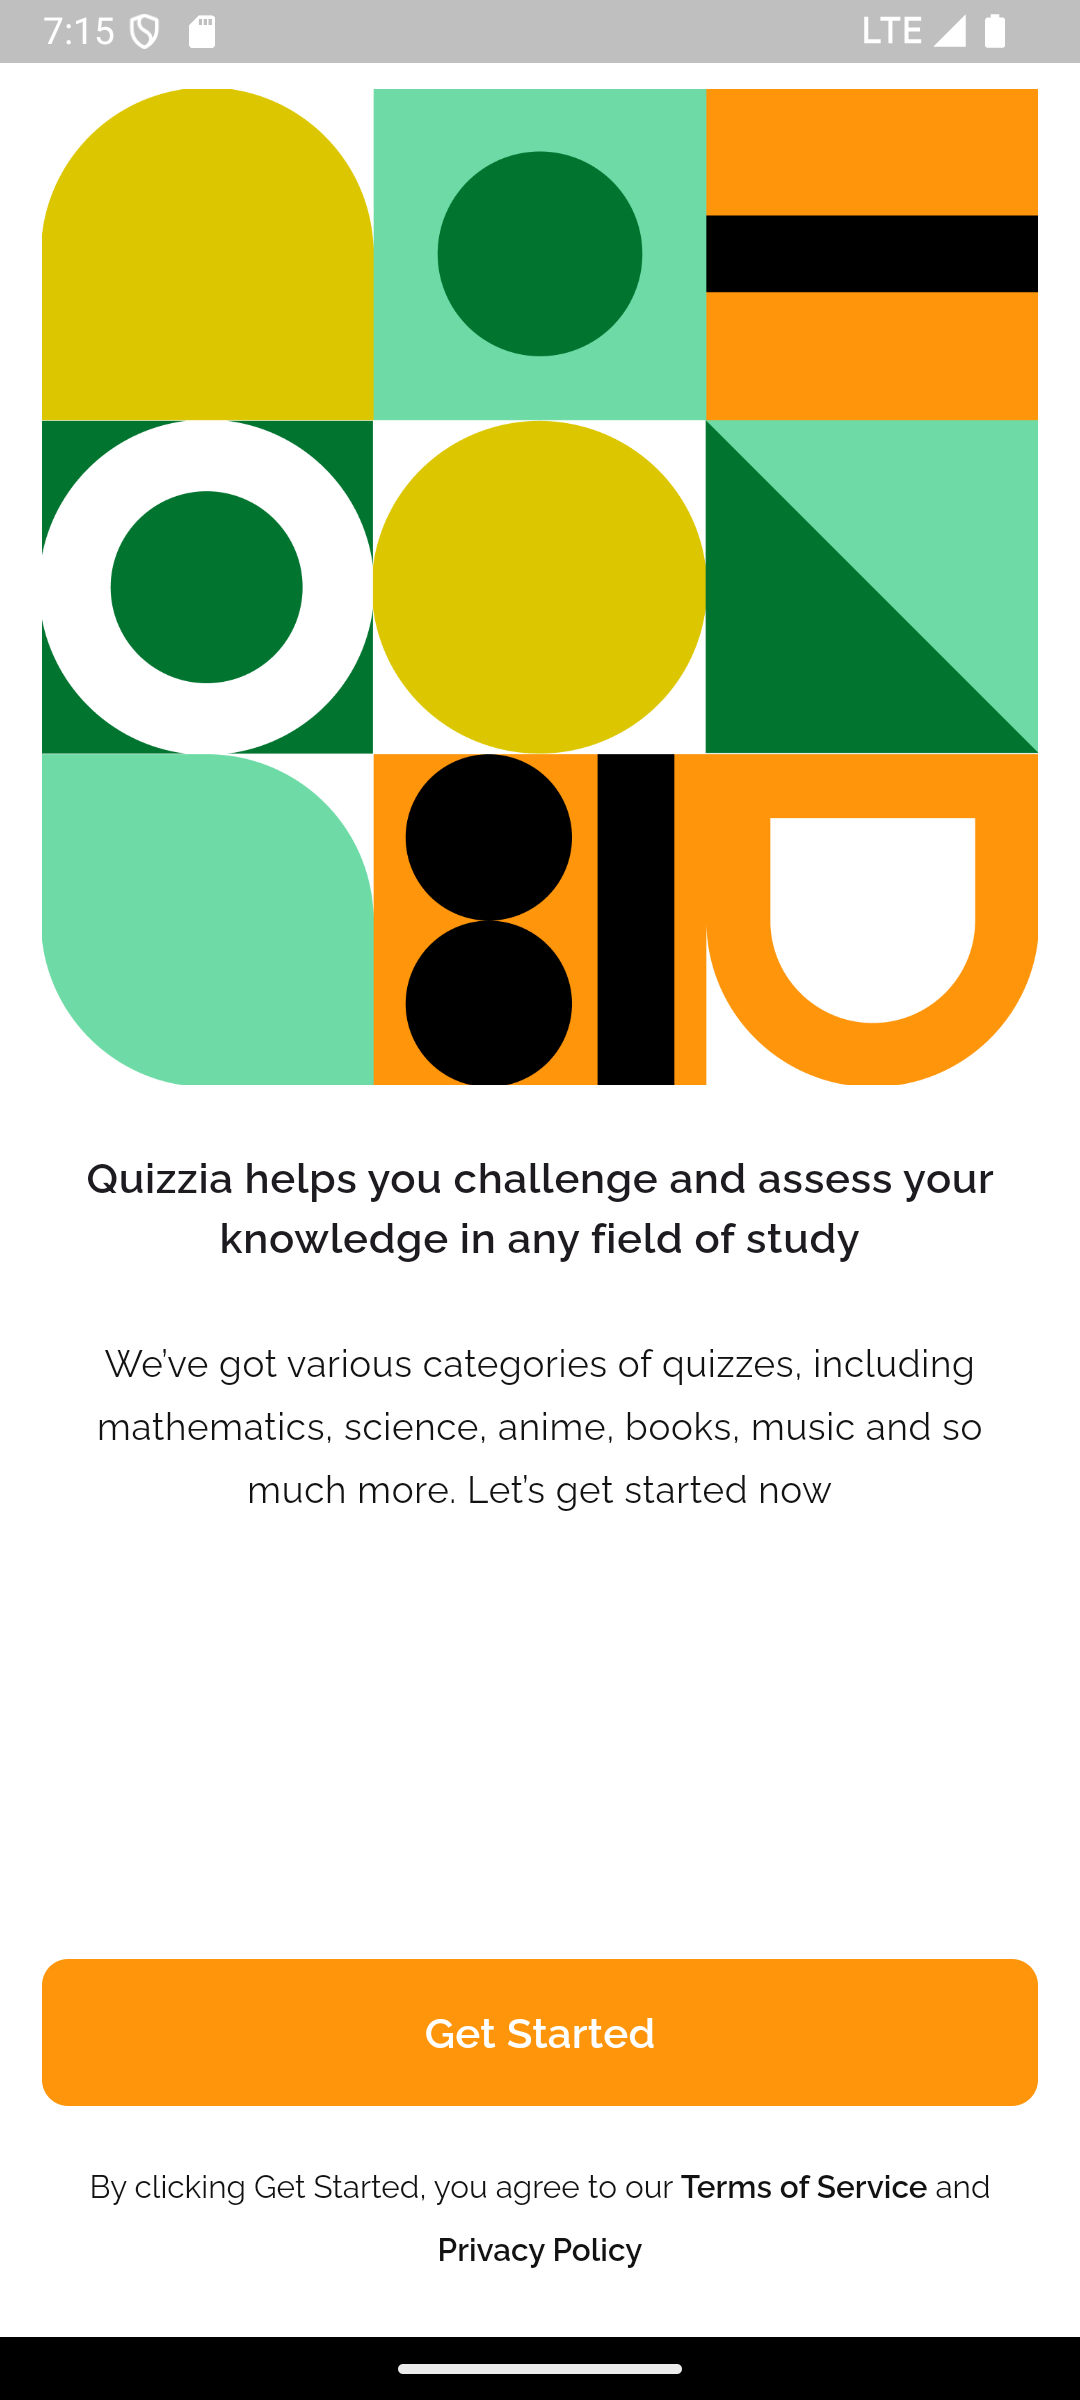 7:15 LTE
Quizzia helps you challenge and assess your
knowledge in any field of study
We’ve got various categories of quizzes, including
mathematics, science, anime, books, music and so
much more. Let’s get started now
Get Started
By clicking Get Started, you agree to our Terms of Service and
Privacy Policy